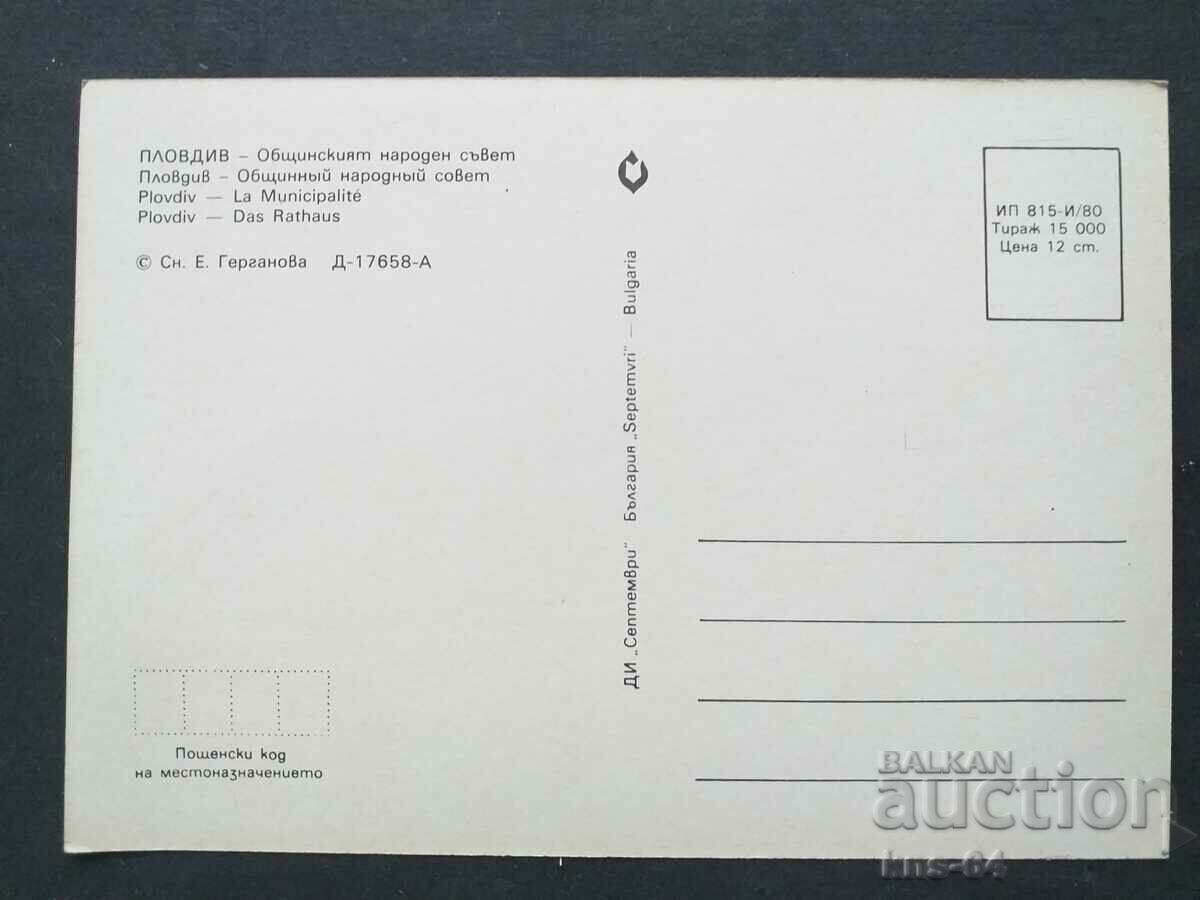 ПЛОВДИВ – Общинският народен съвет
Пловдив – Общинный народный совет
Plovdiv — La Municipalité
Plovdiv — Das Rathaus
© Сн. Е. Герганова Д-17658-А
ДИ „Септември" България „Septemvri" — Bulgaria
ИП 815-И/80
Тираж 15 000
Цена 12 ст.
Пощенски код
на местоназначението
BALKAN
auction
kns-64